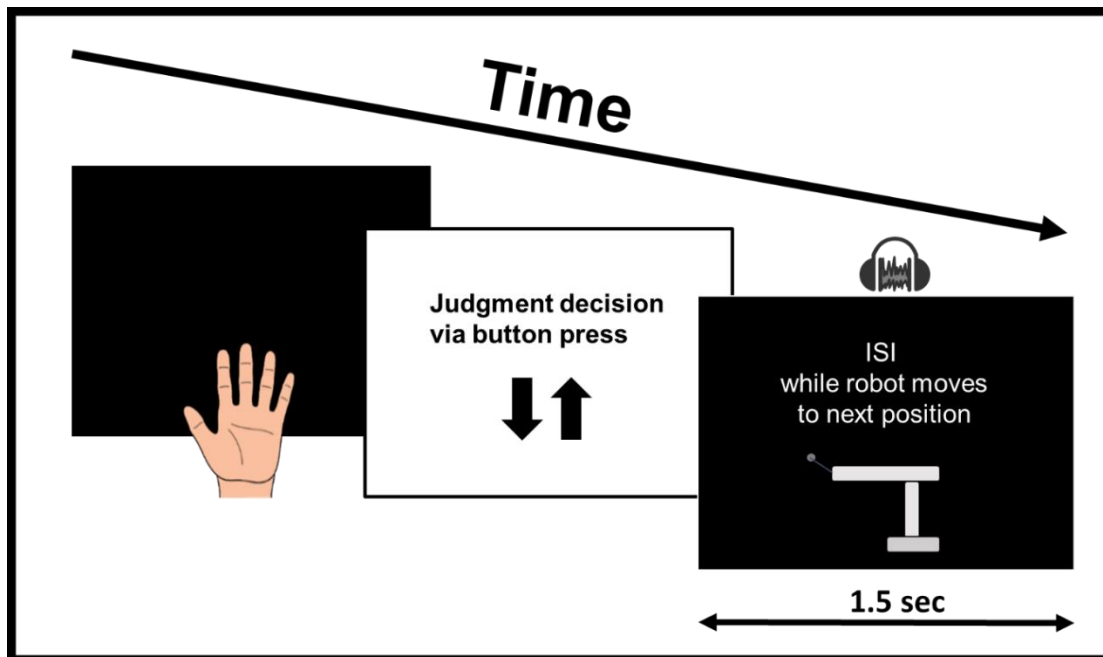 Time
Judgment decision
via button press
ISI
while robot moves
to next position
1.5 sec